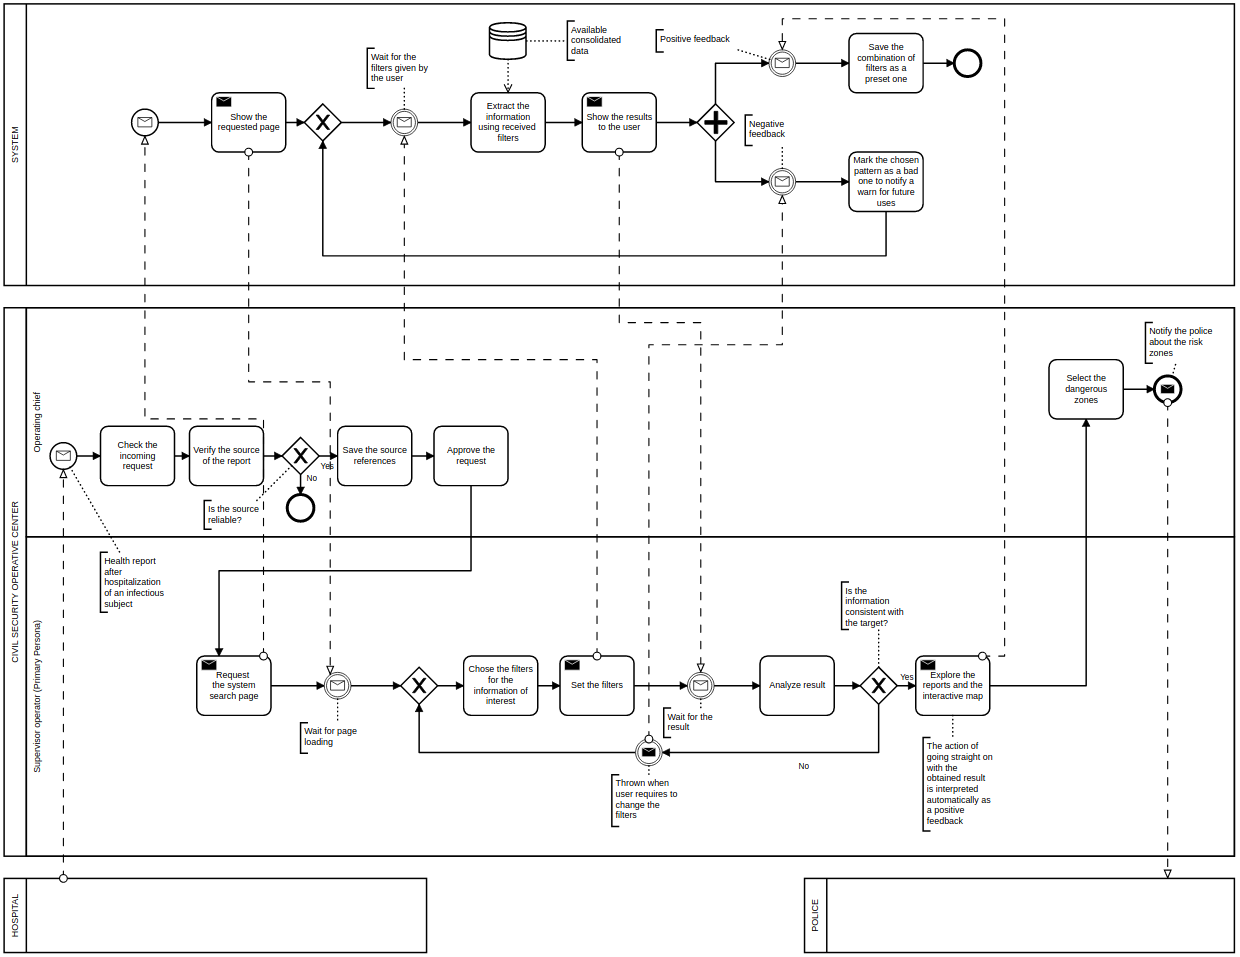 SYSTEM
Wait for the
filters given by
the user
Available
consolidated
data
Positive feedback
Save the
combination of
filters as a
preset one
Show the
requested page
Extract the
information
using received
filters
Show the results
to the user
Negative
feedback
Mark the chosen
pattern as a bad
one to notify a
warn for future
uses
CIVIL SECURITY OPERATIVE CENTER
Operating chief
Check the
incoming
request
Verify the source
of the report
Yes
No
Is the source
reliable?
Save the source
references
Approve the
request
Select the
dangerous
zones
Notify the police
about the risk
zones
Health report
after
hospitalization
of an infectious
subject
Supervisor operator (Primary Persona)
Request
the system
search page
Wait for page
loading
Chose the filters
for the
information of
interest
Set the filters
Wait for the
result
Thrown when
user requires to
change the
filters
Analyze result
Is the
information
consistent with
the target?
Yes
No
Explore the
reports and the
interactive map
The action of
going straight on
with the
obtained result
is interpreted
automatically as
a positive
feedback
HOSPITAL
POLICE